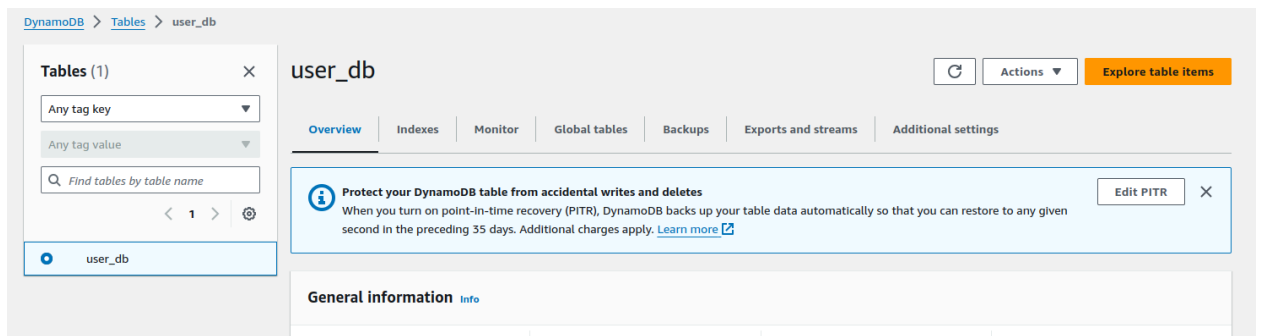 DynamoDB > Tables > user_db
Tables (1)
Any tag key
Any tag value
Find tables by table name
< 1 >
user_db
user_db
Actions
Explore table items
Overview Indexes Monitor Global tables Backups Exports and streams Additional settings
Protect your DynamoDB table from accidental writes and deletes
When you turn on point-in-time recovery (PITR), DynamoDB backs up your table data automatically so that you can restore to any given
second in the preceding 35 days. Additional charges apply. Learn more
Edit PITR
General information Info